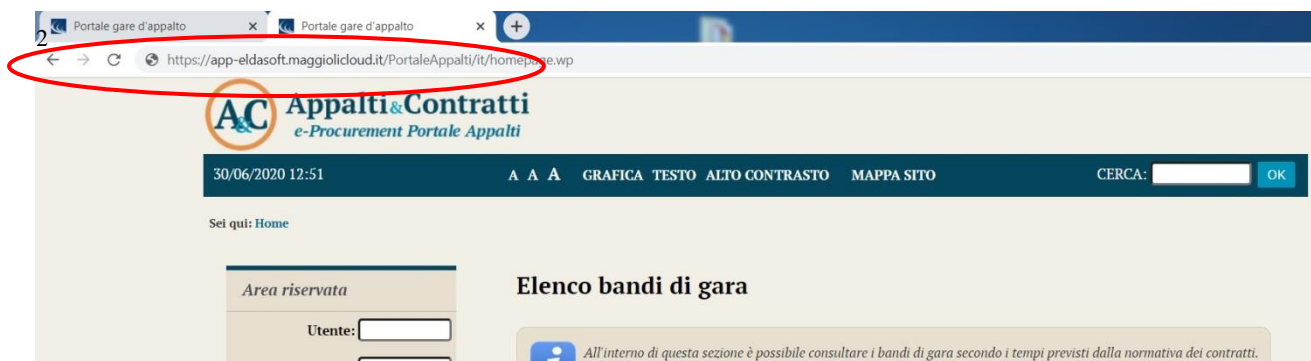 Portale gare d'appalto × Portale gare d'appalto × +
2
https://app-eldasoft.maggiolicloud.it/PortaleAppalti/it/homepage.wp
A&C Appalti&Contratti
e-Procurement Portale Appalti
30/06/2020 12:51 A A A GRAFICA TESTO ALTO CONTRASTO MAPPA SITO CERCA: OK
Sei qui: Home
Area riservata
Elenco bandi di gara
Utente:
All'interno di questa sezione è possibile consultare i bandi di gara secondo i tempi previsti dalla normativa dei contratti.